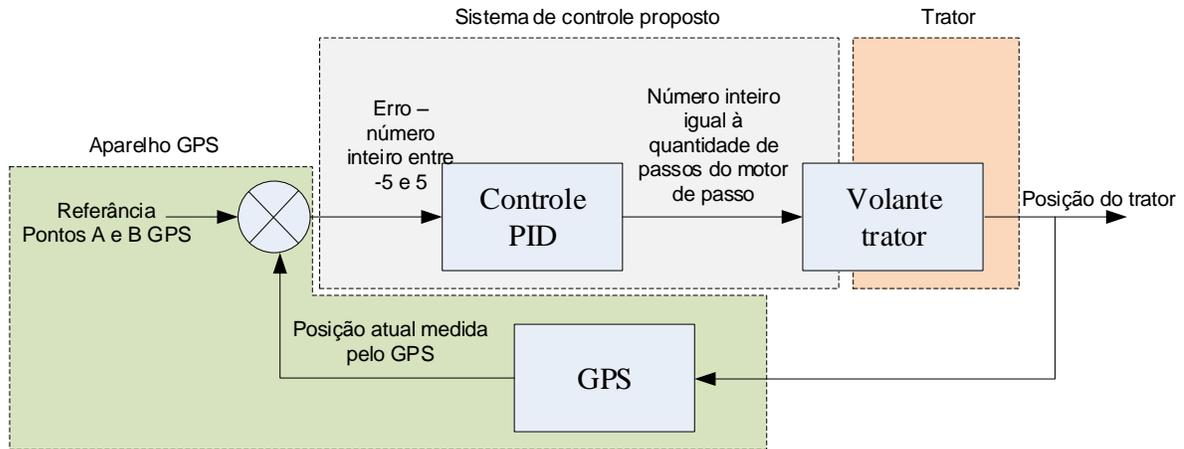 Sistema de controle proposto
Trator
Aparelho GPS
Erro –
número
inteiro entre
-5 e 5
Número inteiro
igual à
quantidade de
passos do motor
de passo
Referância
Pontos A e B GPS
Controle
PID
Volante
trator
Posição do trator
Posição atual medida
pelo GPS
GPS